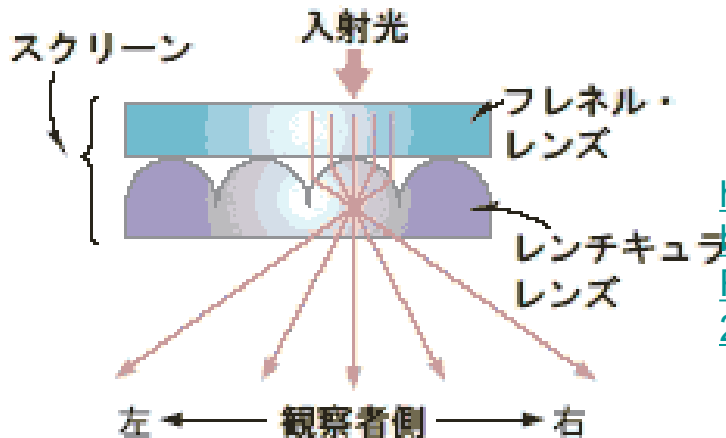 入射光
スクリーン
フレネル・
レンズ
レンチキュラ
レンズ
左
観察者側
右